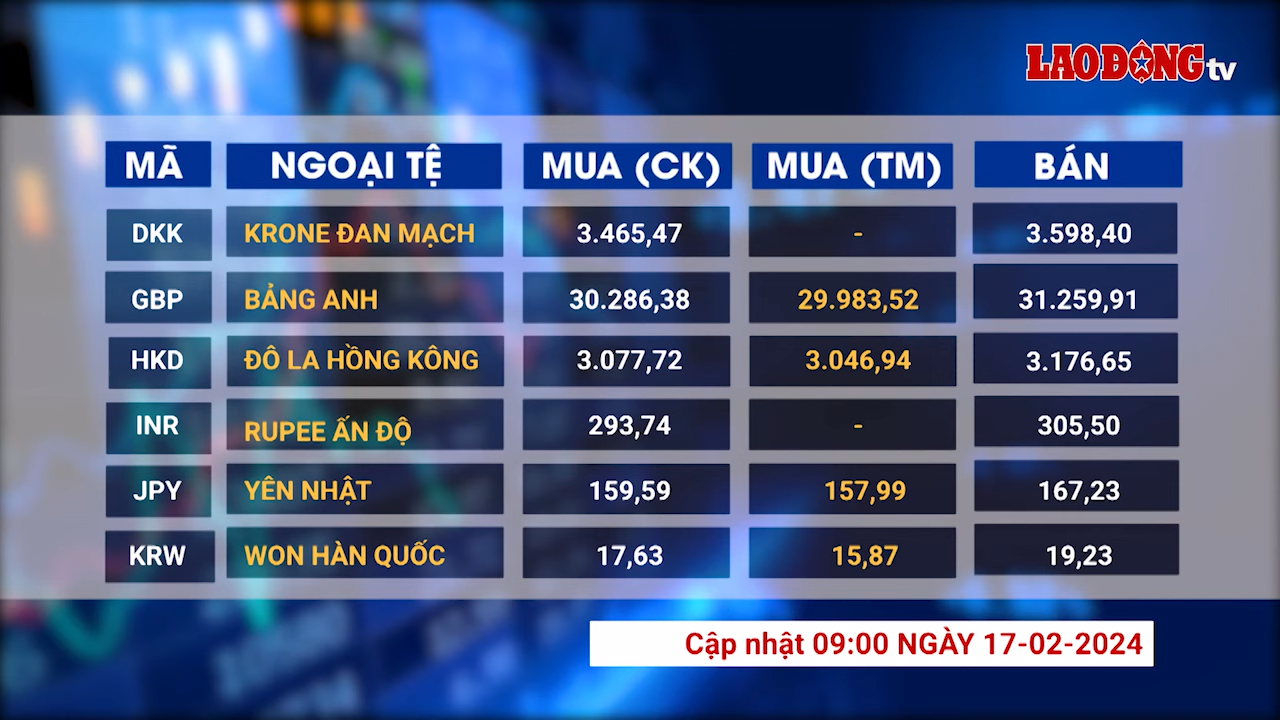 LAO ĐỘNG tv
MÃ NGOẠI TỆ MUA (CK) MUA (TM) BÁN
DKK KRONE ĐAN MẠCH 3.465,47 - 3.598,40
GBP BẢNG ANH 30.286,38 29.983,52 31.259,91
HKD ĐÔ LA HỒNG KÔNG 3.077,72 3.046,94 3.176,65
INR RUPEE ẤN ĐỘ 293,74 - 305,50
JPY YÊN NHẬT 159,59 157,99 167,23
KRW WON HÀN QUỐC 17,63 15,87 19,23
Cập nhật 09:00 NGÀY 17-02-2024